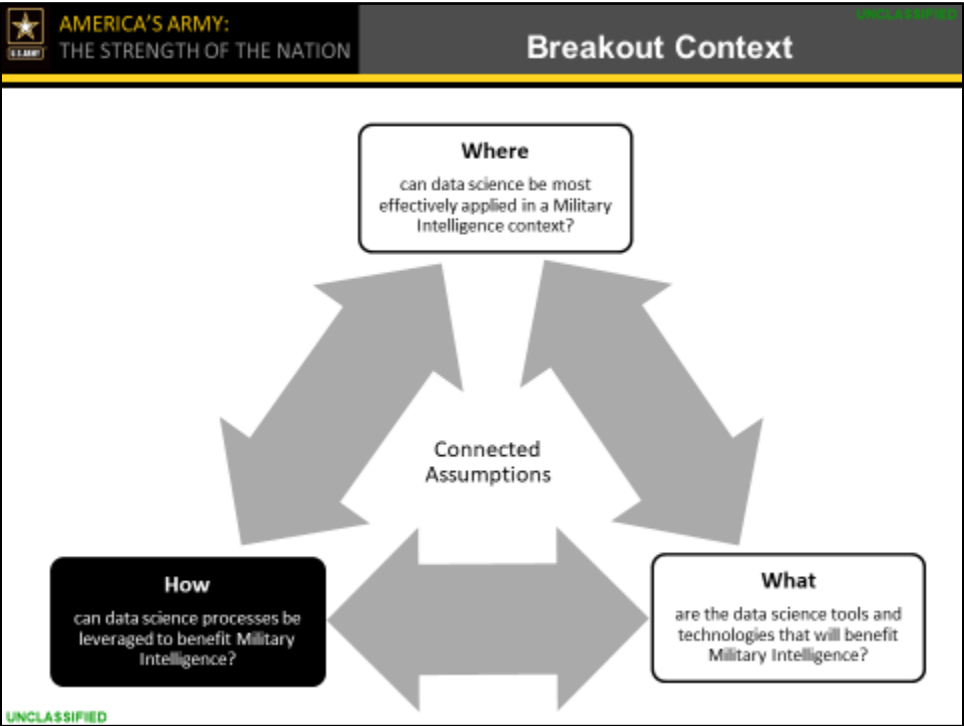 UNCLASSIFIED
AMERICA'S ARMY:
THE STRENGTH OF THE NATION
U.S.ARMY
Breakout Context
Where
can data science be most
effectively applied in a Military
Intelligence context?
Connected
Assumptions
How
can data science processes be
leveraged to benefit Military
Intelligence?
What
are the data science tools and
technologies that will benefit
Military Intelligence?
UNCLASSIFIED